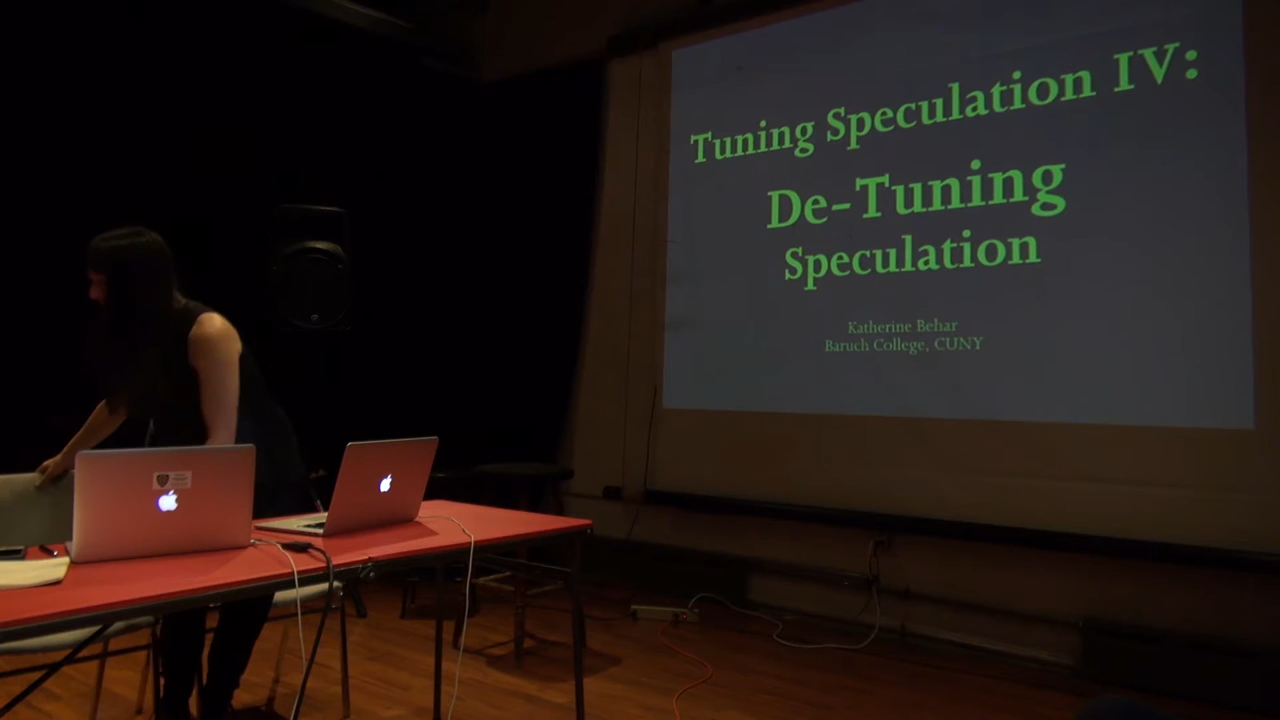 Tuning Speculation IV:
De-Tuning
Speculation
Katherine Behar
Baruch College, CUNY